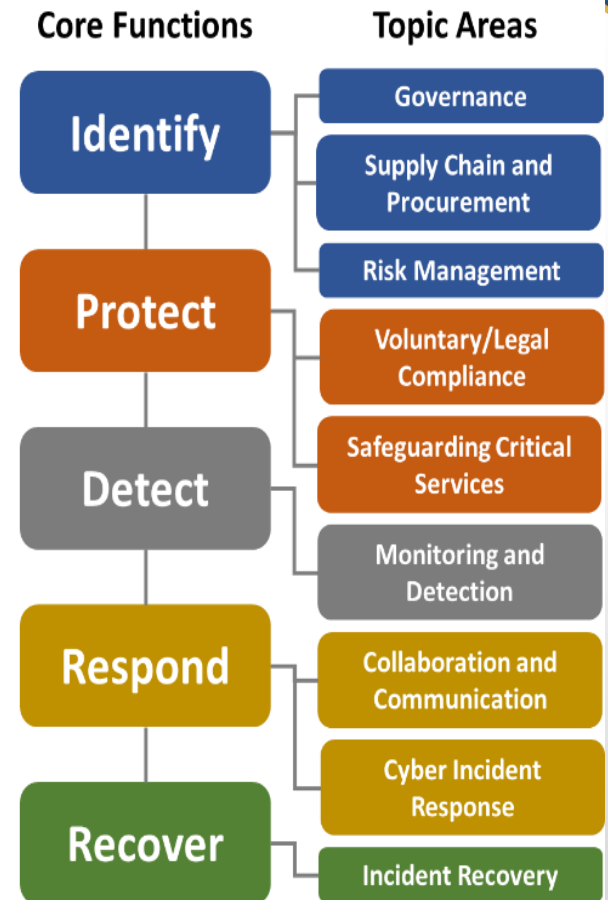 Core Functions
Topic Areas
Identify
Governance
Supply Chain and
Procurement
Risk Management
Protect
Voluntary/Legal
Compliance
Safeguarding Critical
Services
Detect
Monitoring and
Detection
Respond
Collaboration and
Communication
Cyber Incident
Response
Recover
Incident Recovery